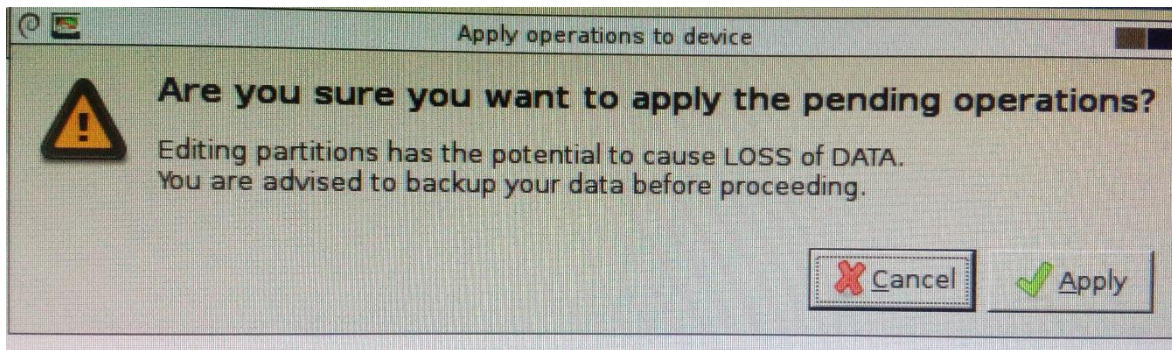 Apply operations to device
Are you sure you want to apply the pending operations?
Editing partitions has the potential to cause LOSS of DATA.
You are advised to backup your data before proceeding.
Cancel
Apply